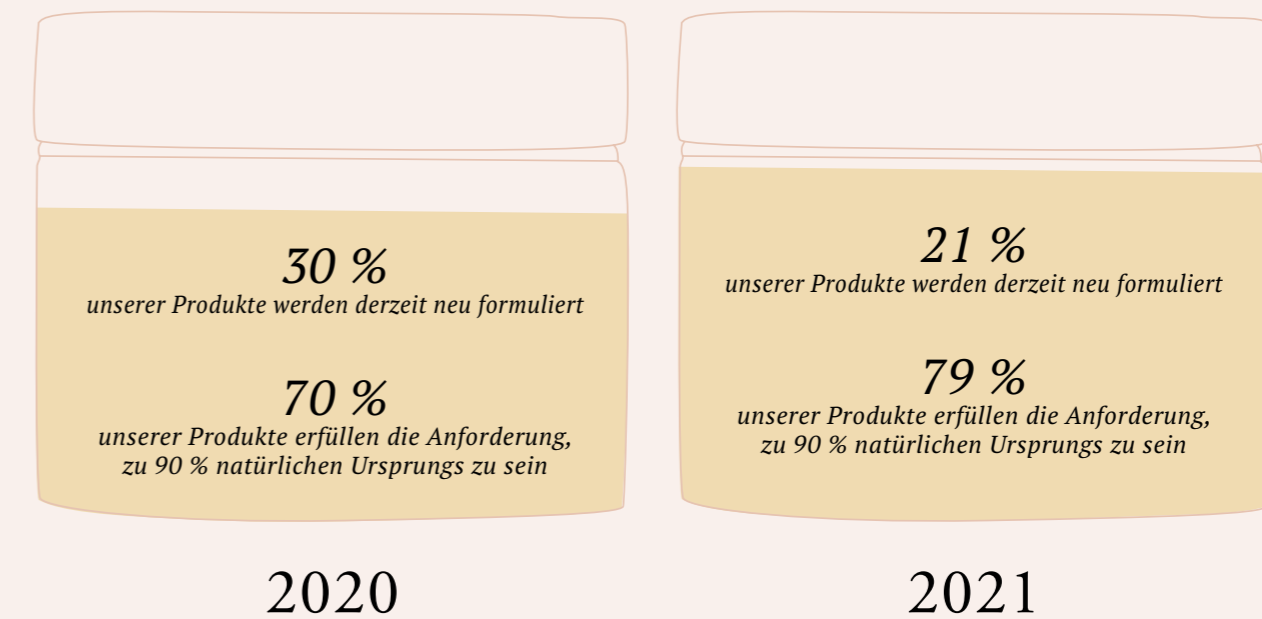 30 %
unserer Produkte werden derzeit neu formuliert
70 %
unserer Produkte erfüllen die Anforderung,
zu 90 % natürlichen Ursprungs zu sein
2020
21 %
unserer Produkte werden derzeit neu formuliert
79 %
unserer Produkte erfüllen die Anforderung,
zu 90 % natürlichen Ursprungs zu sein
2021